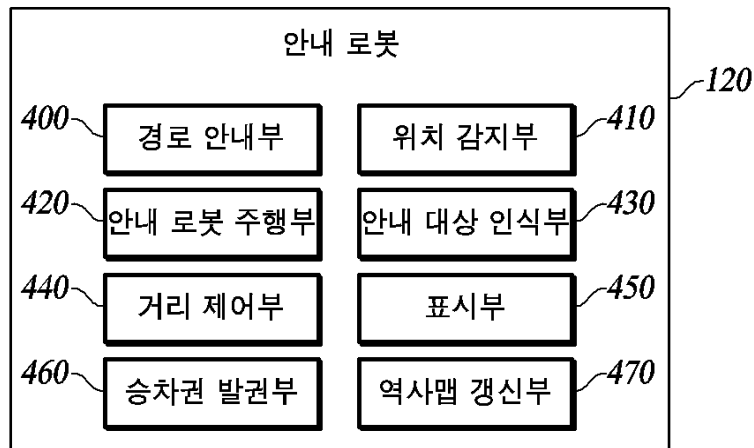 안내 로봇
120
400 경로 안내부 위치 감지부 410
420 안내 로봇 주행부 안내 대상 인식부 430
440 거리 제어부 표시부 450
460 승차권 발권부 역사맵 갱신부 470